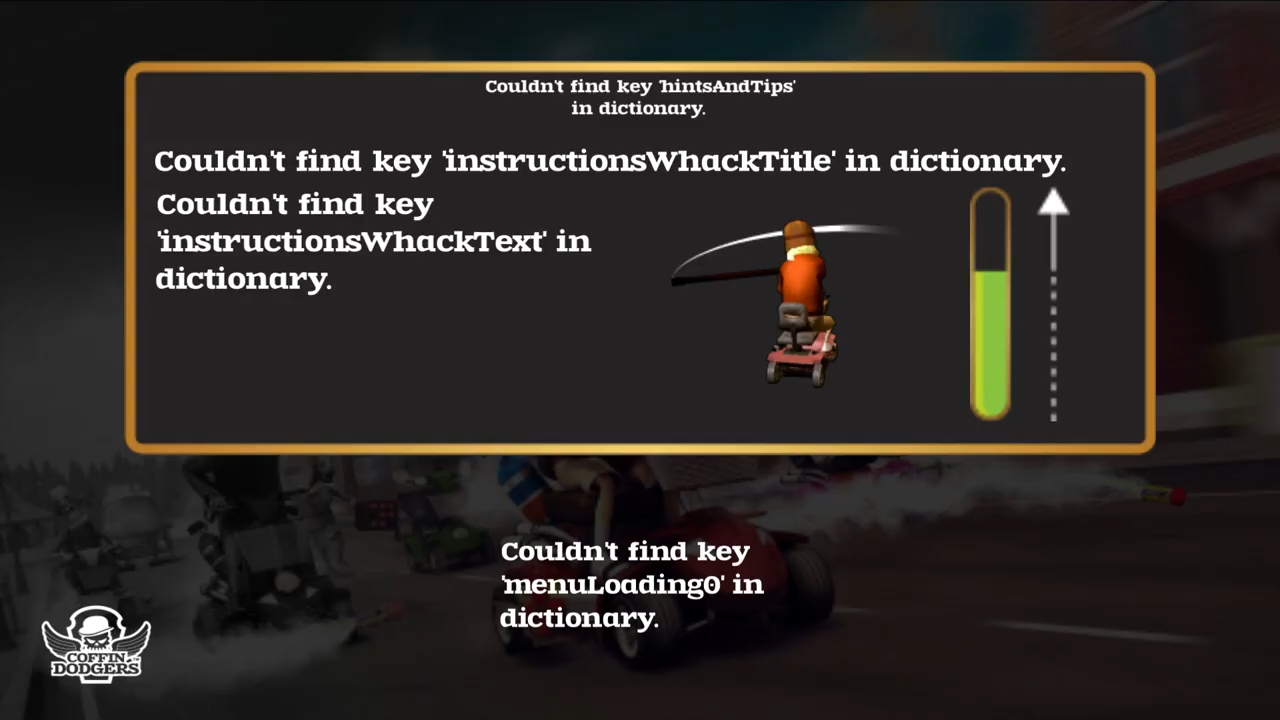 Couldn't find key 'hintsAndTips'
in dictionary.
Couldn't find key 'instructionsWhackTitle' in dictionary.
Couldn't find key
'instructionsWhackText' in
dictionary.
Couldn't find key
'menuLoading0' in
dictionary.
COFFIN
DODGERS